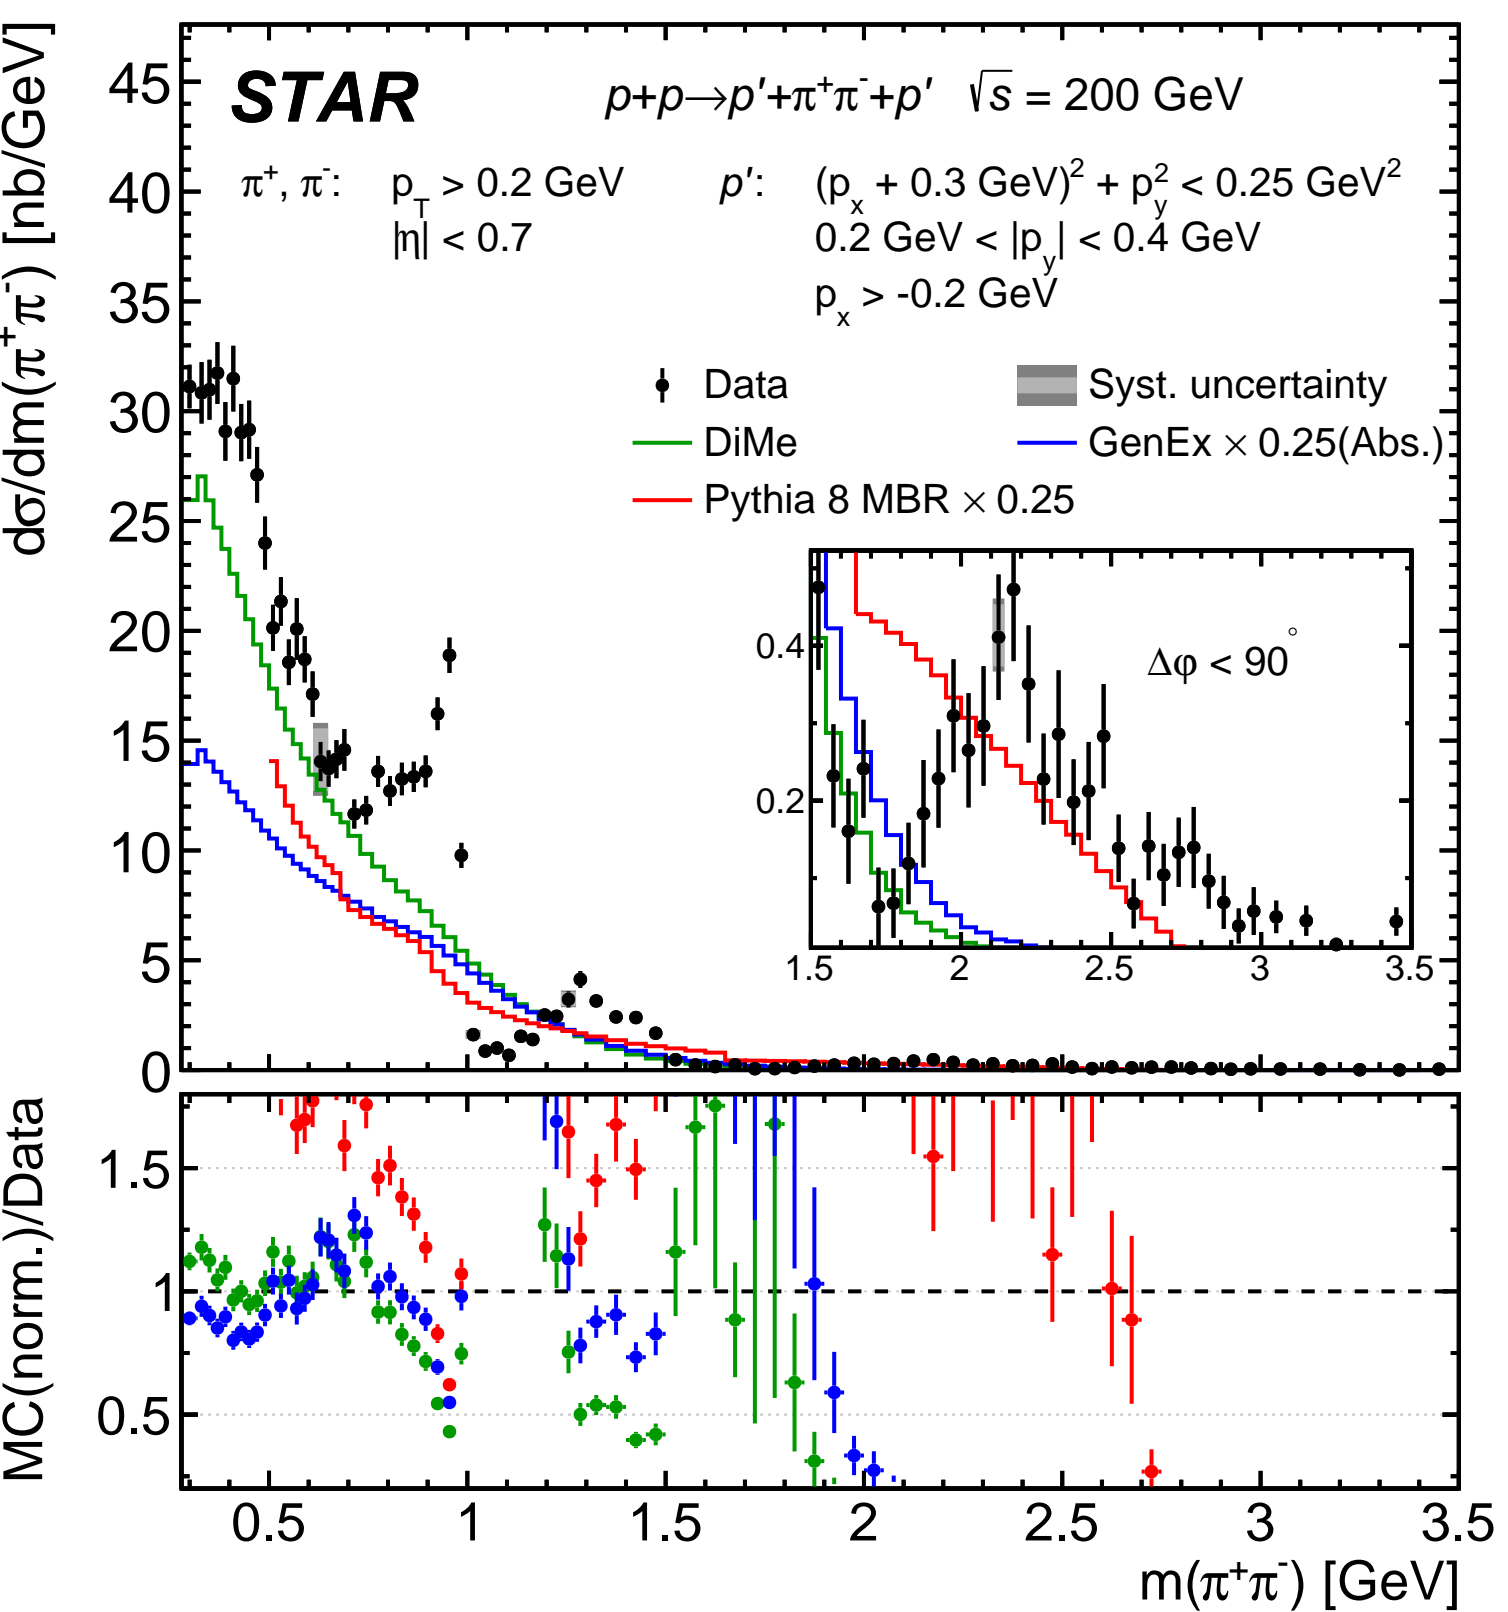 STAR
p+p→p′+π⁺π⁻+p′ √s = 200 GeV
π⁺, π⁻: p_T > 0.2 GeV
|η| < 0.7
p′: (p_x + 0.3 GeV)² + p_y² < 0.25 GeV²
0.2 GeV < |p_y| < 0.4 GeV
p_x > -0.2 GeV
Data
Syst. uncertainty
DiMe
GenEx × 0.25(Abs.)
Pythia 8 MBR × 0.25
dσ/dm(π⁺π⁻) [nb/GeV]
45
40
35
30
25
20
15
10
5
0
Δφ < 90°
0.4
0.2
1.5 2 2.5 3 3.5
MC(norm.)/Data
1.5
1
0.5
0.5 1 1.5 2 2.5 3 3.5
m(π⁺π⁻) [GeV]